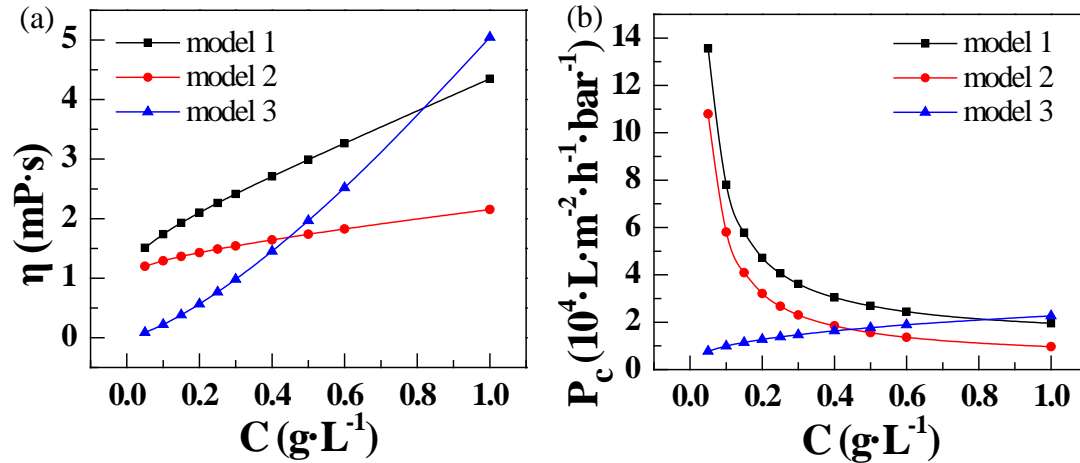 (a)
model 1
model 2
model 3
5
4
3
2
1
0
η (mP·s)
0.0 0.2 0.4 0.6 0.8 1.0
C (g·L⁻¹)
(b)
model 1
model 2
model 3
14
12
10
8
6
4
2
0
P_c (10⁴·L·m⁻²·h⁻¹·bar⁻¹)
0.0 0.2 0.4 0.6 0.8 1.0
C (g·L⁻¹)